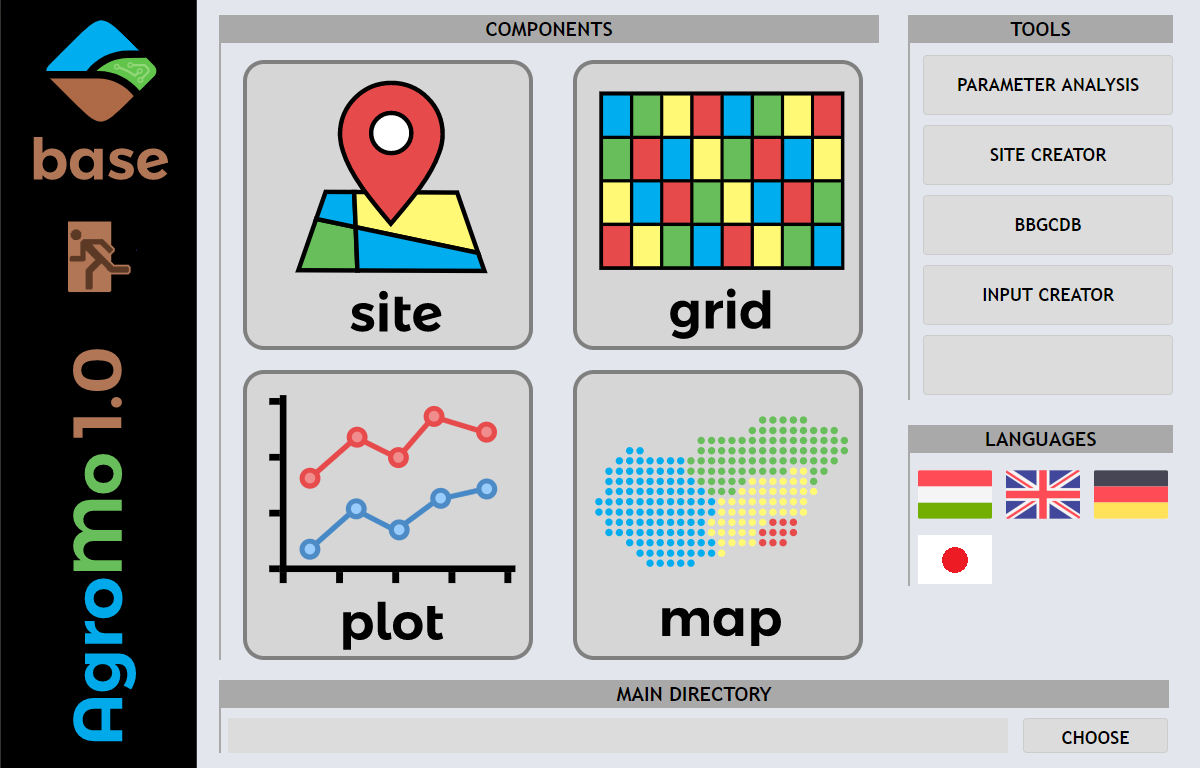 base
AgroMo 1.0
COMPONENTS
site
grid
plot
map
TOOLS
PARAMETER ANALYSIS
SITE CREATOR
BBGCDB
INPUT CREATOR
LANGUAGES
MAIN DIRECTORY
CHOOSE